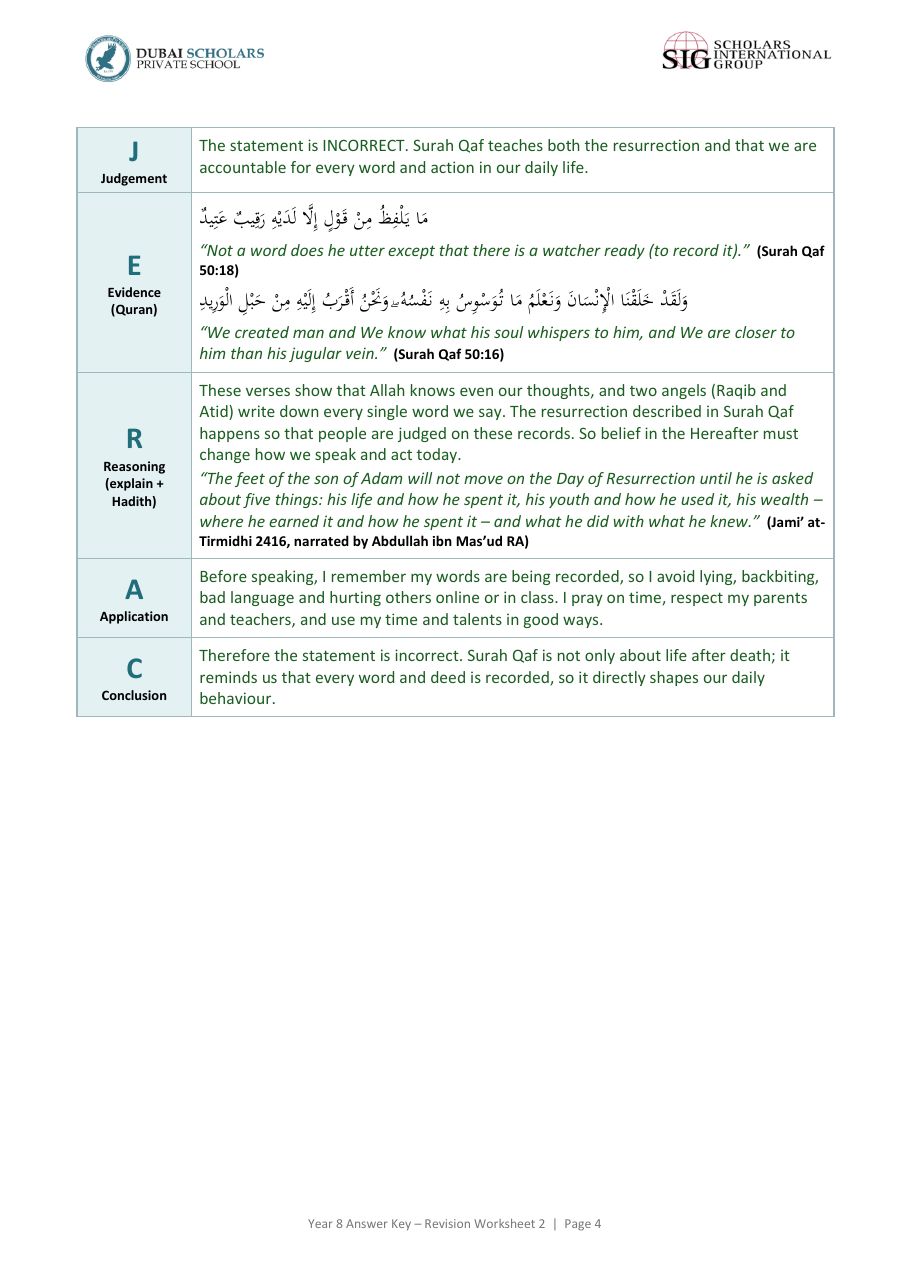 DUBAI SCHOLARS
PRIVATE SCHOOL
SIG
SCHOLARS
INTERNATIONAL
GROUP
J
Judgement
The statement is INCORRECT. Surah Qaf teaches both the resurrection and that we are
accountable for every word and action in our daily life.
E
Evidence
(Quran)
مَا يَلْفِظُ مِنْ قَوْلٍ إِلَّا لَدَيْهِ رَقِيبٌ عَتِيدٌ
“Not a word does he utter except that there is a watcher ready (to record it).” (Surah Qaf
50:18)
وَلَقَدْ خَلَقْنَا الْإِنْسَانَ وَنَعْلَمُ مَا تُوَسْوِسُ بِهِ نَفْسُهُ ۖ وَنَحْنُ أَقْرَبُ إِلَيْهِ مِنْ حَبْلِ الْوَرِيدِ
“We created man and We know what his soul whispers to him, and We are closer to
him than his jugular vein.” (Surah Qaf 50:16)
R
Reasoning
(explain +
Hadith)
These verses show that Allah knows even our thoughts, and two angels (Raqib and
Atid) write down every single word we say. The resurrection described in Surah Qaf
happens so that people are judged on these records. So belief in the Hereafter must
change how we speak and act today.
“The feet of the son of Adam will not move on the Day of Resurrection until he is asked
about five things: his life and how he spent it, his youth and how he used it, his wealth –
where he earned it and how he spent it – and what he did with what he knew.” (Jami’ at-
Tirmidhi 2416, narrated by Abdullah ibn Mas’ud RA)
A
Application
Before speaking, I remember my words are being recorded, so I avoid lying, backbiting,
bad language and hurting others online or in class. I pray on time, respect my parents
and teachers, and use my time and talents in good ways.
C
Conclusion
Therefore the statement is incorrect. Surah Qaf is not only about life after death; it
reminds us that every word and deed is recorded, so it directly shapes our daily
behaviour.
Year 8 Answer Key – Revision Worksheet 2 | Page 4